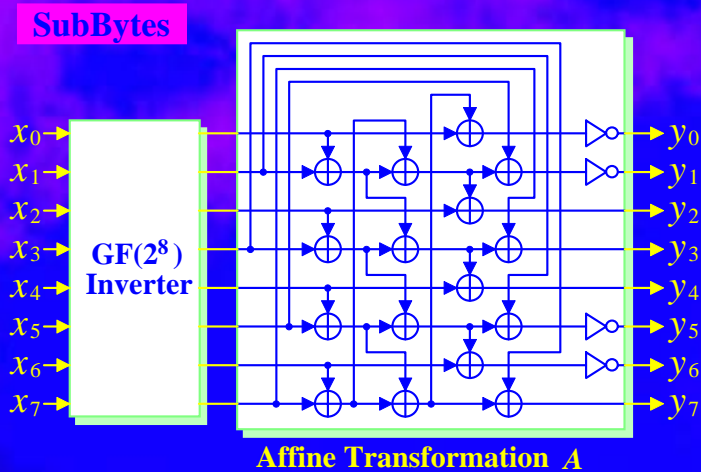 SubBytes
x₀ y₀
x₁ y₁
x₂ y₂
x₃ y₃
GF(2⁸)
Inverter
x₄ y₄
x₅ y₅
x₆ y₆
x₇ y₇
Affine Transformation A